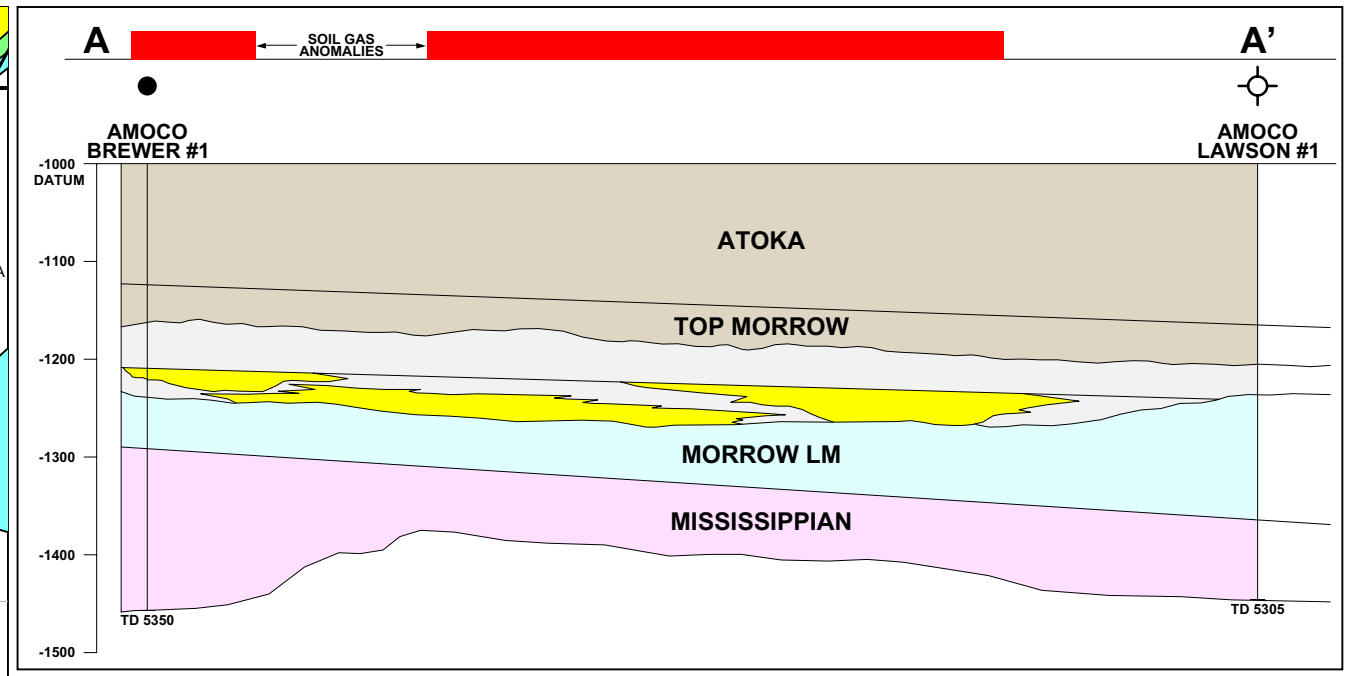 A
SOIL GAS
ANOMALIES
A’
AMOCO
BREWER #1
AMOCO
LAWSON #1
-1000
DATUM
ATOKA
-1100
A
TOP MORROW
-1200
-1300
MORROW LM
MISSISSIPPIAN
-1400
TD 5350
TD 5305
-1500